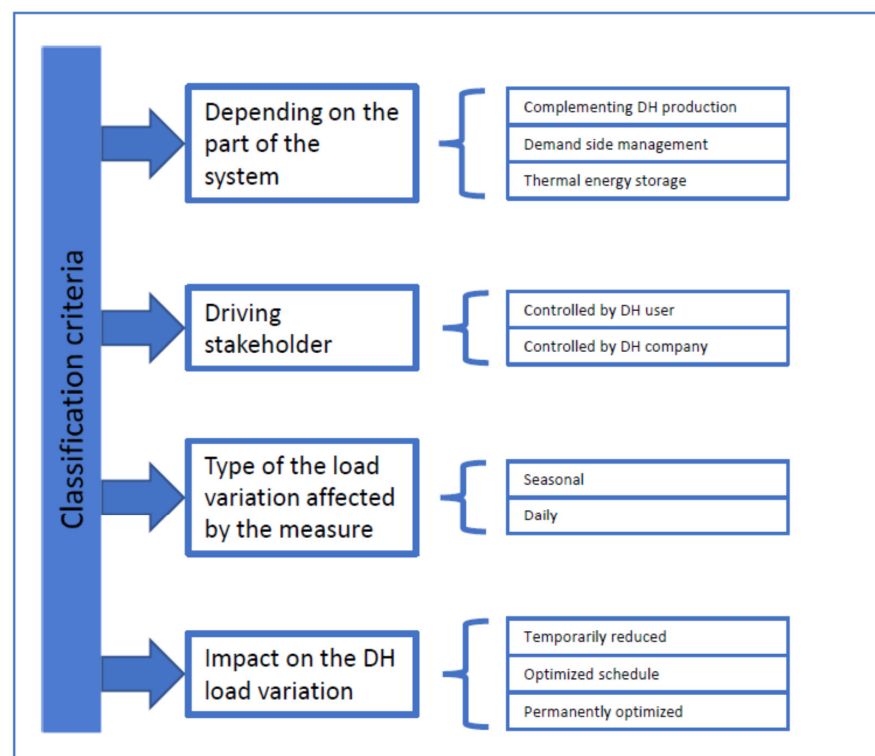 Classification criteria
Depending on the
part of the
system
Complementing DH production
Demand side management
Thermal energy storage
Driving
stakeholder
Controlled by DH user
Controlled by DH company
Type of the load
variation affected
by the measure
Seasonal
Daily
Impact on the DH
load variation
Temporarily reduced
Optimized schedule
Permanently optimized